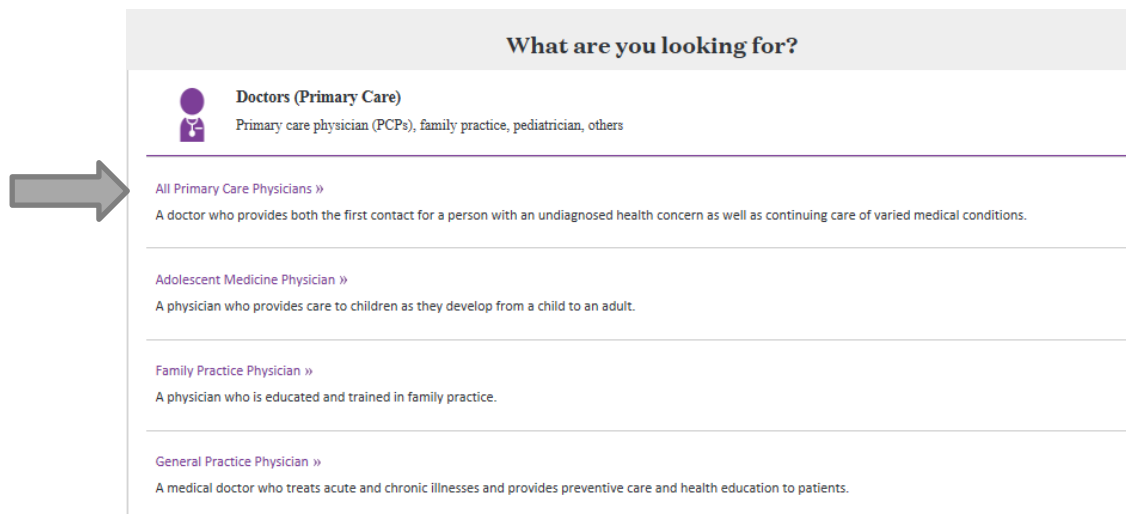 What are you looking for?
Doctors (Primary Care)
Primary care physician (PCPs), family practice, pediatrician, others
All Primary Care Physicians »
A doctor who provides both the first contact for a person with an undiagnosed health concern as well as continuing care of varied medical conditions.
Adolescent Medicine Physician »
A physician who provides care to children as they develop from a child to an adult.
Family Practice Physician »
A physician who is educated and trained in family practice.
General Practice Physician »
A medical doctor who treats acute and chronic illnesses and provides preventive care and health education to patients.